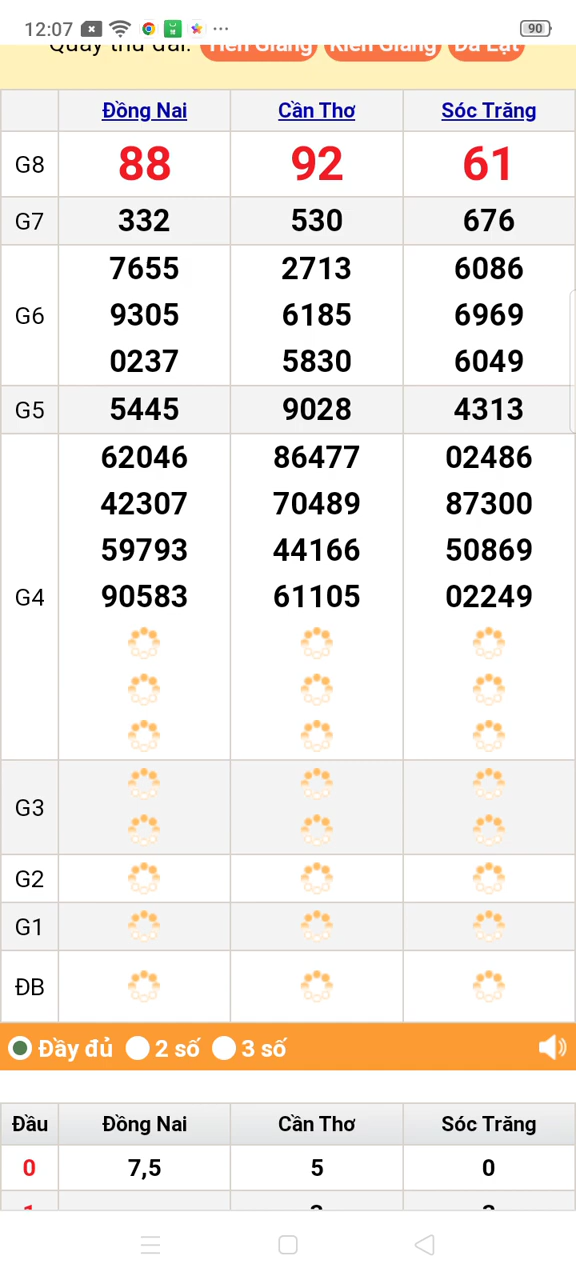 12:07 90
Quay thử đài: Tiền Giang Kiên Giang Đà Lạt
Đồng Nai Cần Thơ Sóc Trăng
G8 88 92 61
G7 332 530 676
7655 2713 6086
G6 9305 6185 6969
0237 5830 6049
G5 5445 9028 4313
62046 86477 02486
42307 70489 87300
59793 44166 50869
G4 90583 61105 02249
G3
G2
G1
ĐB
Đầy đủ 2 số 3 số
Đầu Đồng Nai Cần Thơ Sóc Trăng
0 7,5 5 0